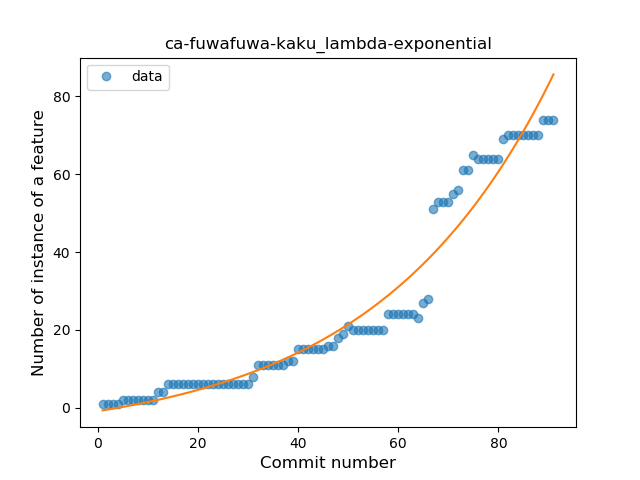 ca-fuwafuwa-kaku_lambda-exponential
data
Number of instance of a feature
80
60
40
20
0
0 20 40 60 80
Commit number